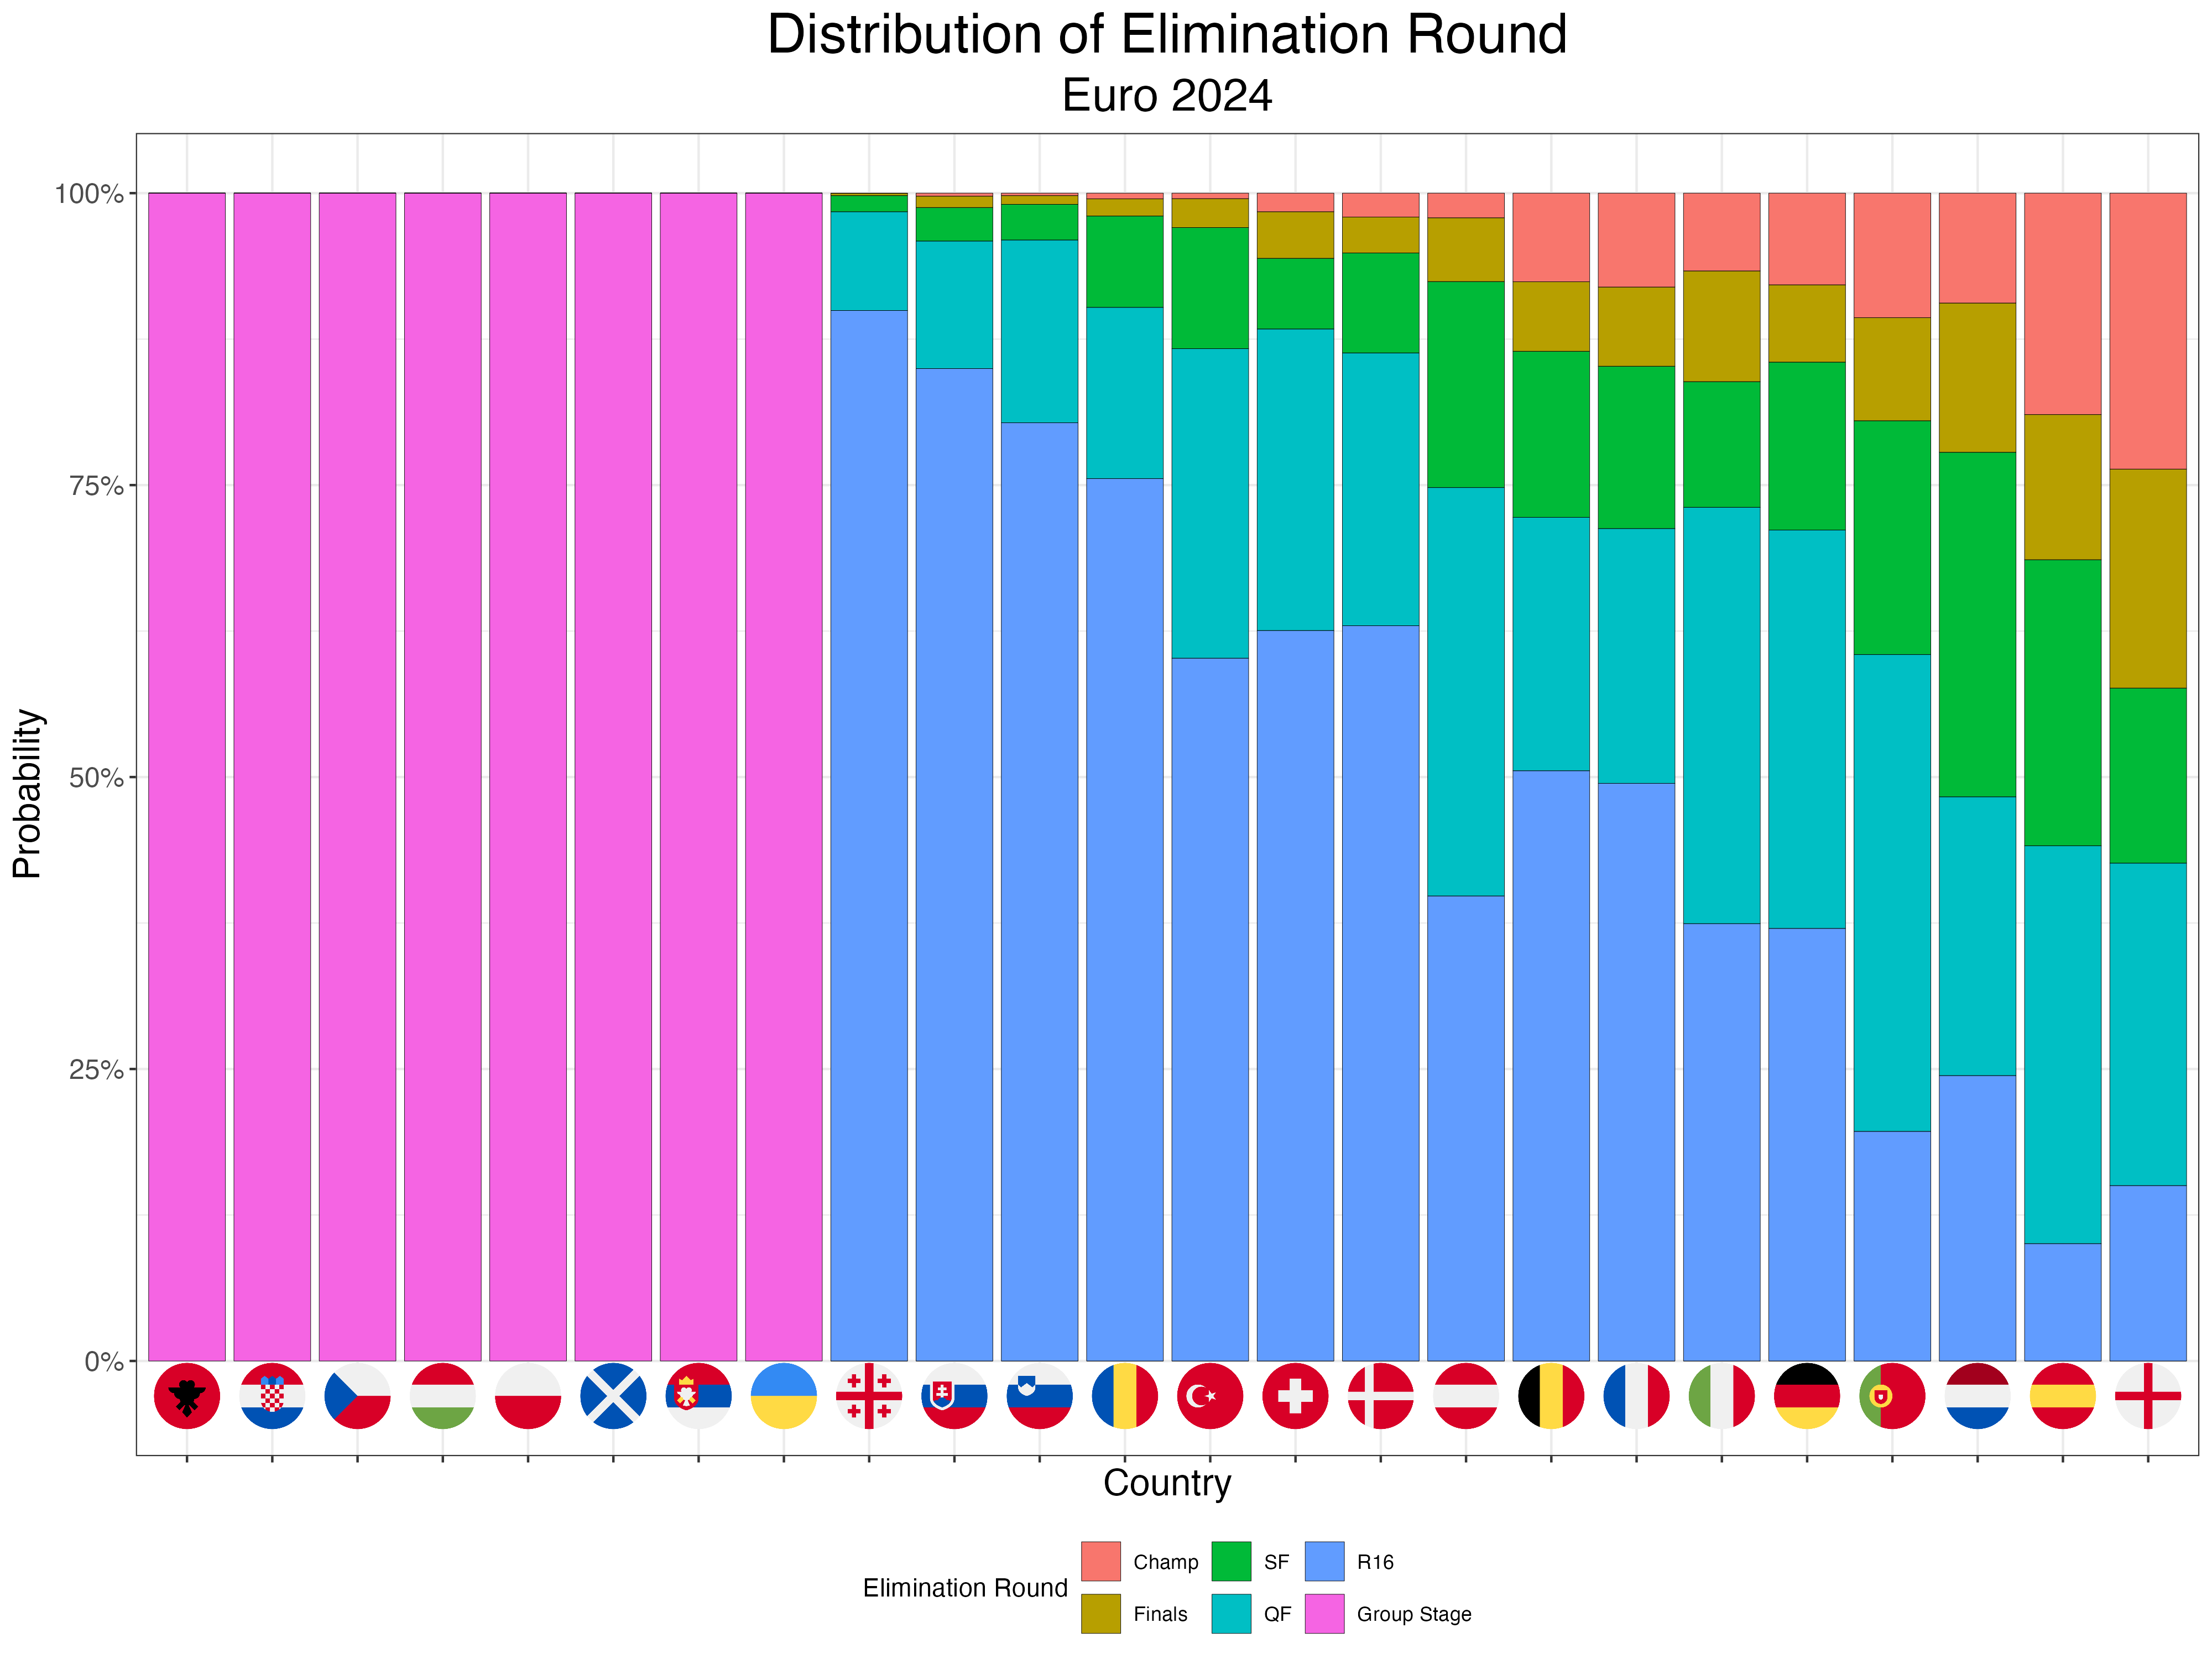 Distribution of Elimination Round
Euro 2024
100%
75%
50%
25%
0%
Probability
Country
Elimination Round
Champ
SF
R16
Finals
QF
Group Stage